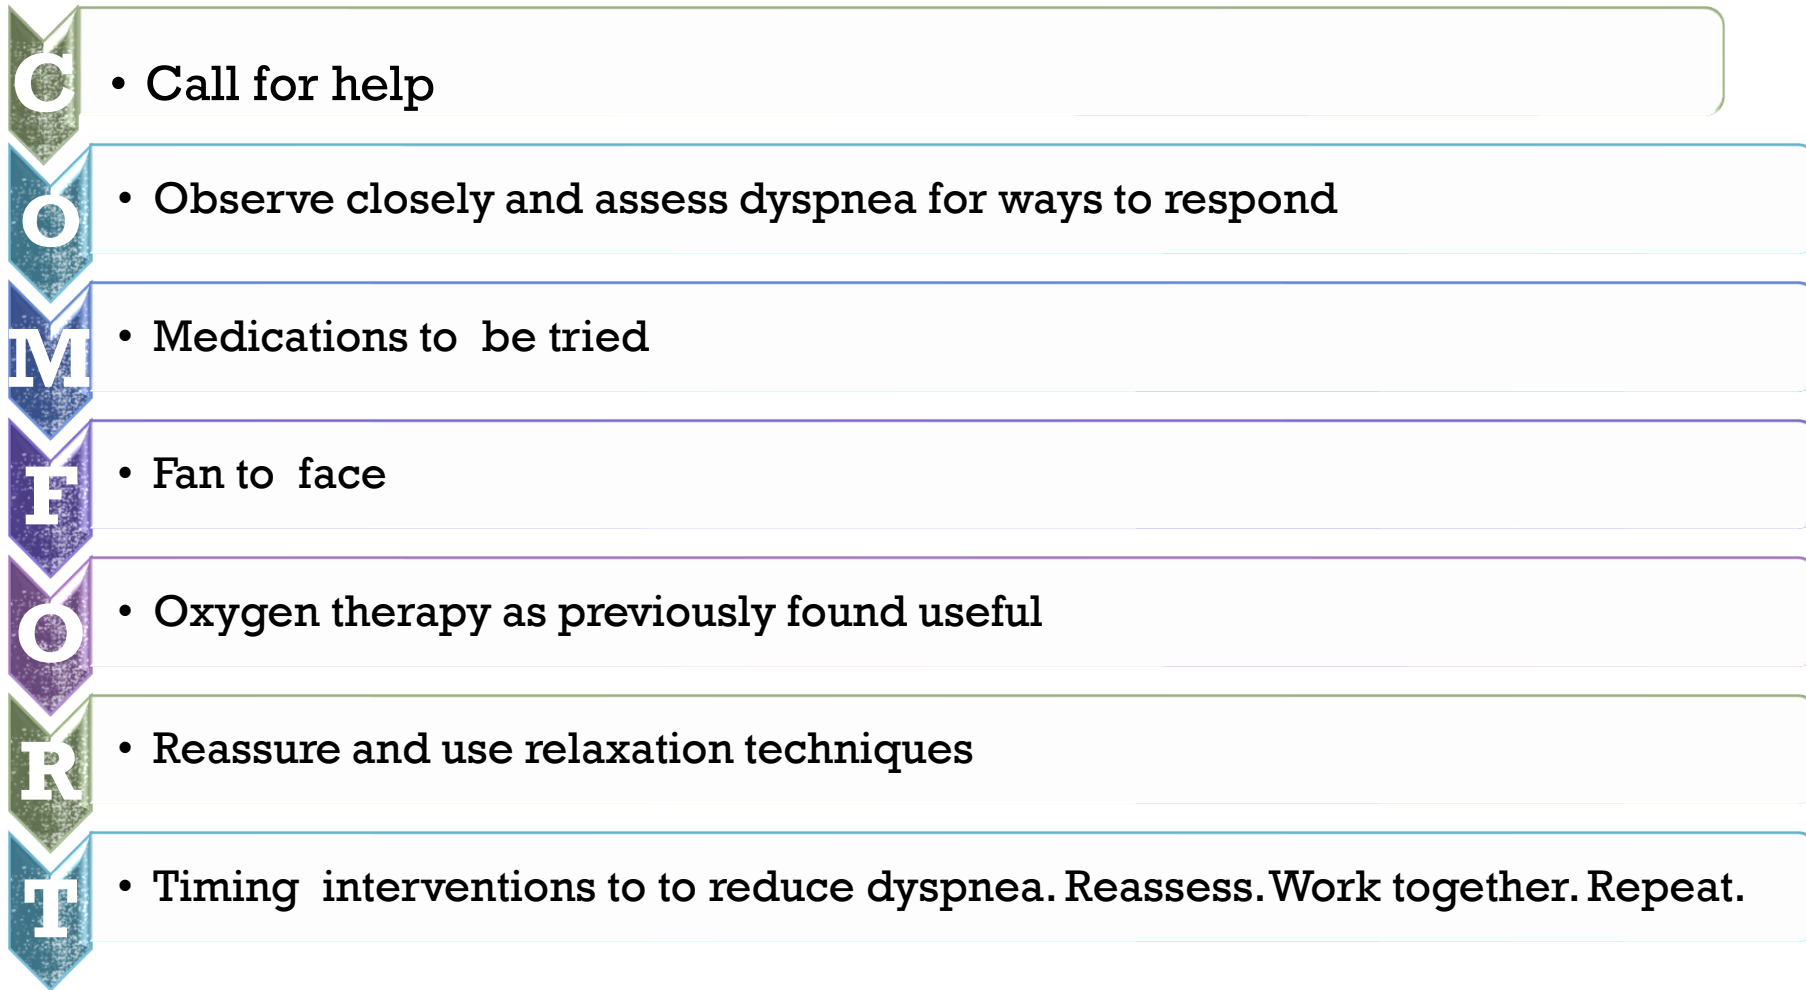 C • Call for help
O • Observe closely and assess dyspnea for ways to respond
M • Medications to  be tried
F • Fan to  face
O • Oxygen therapy as previously found useful
R • Reassure and use relaxation techniques
T • Timing  interventions to to reduce dyspnea. Reassess. Work together. Repeat.